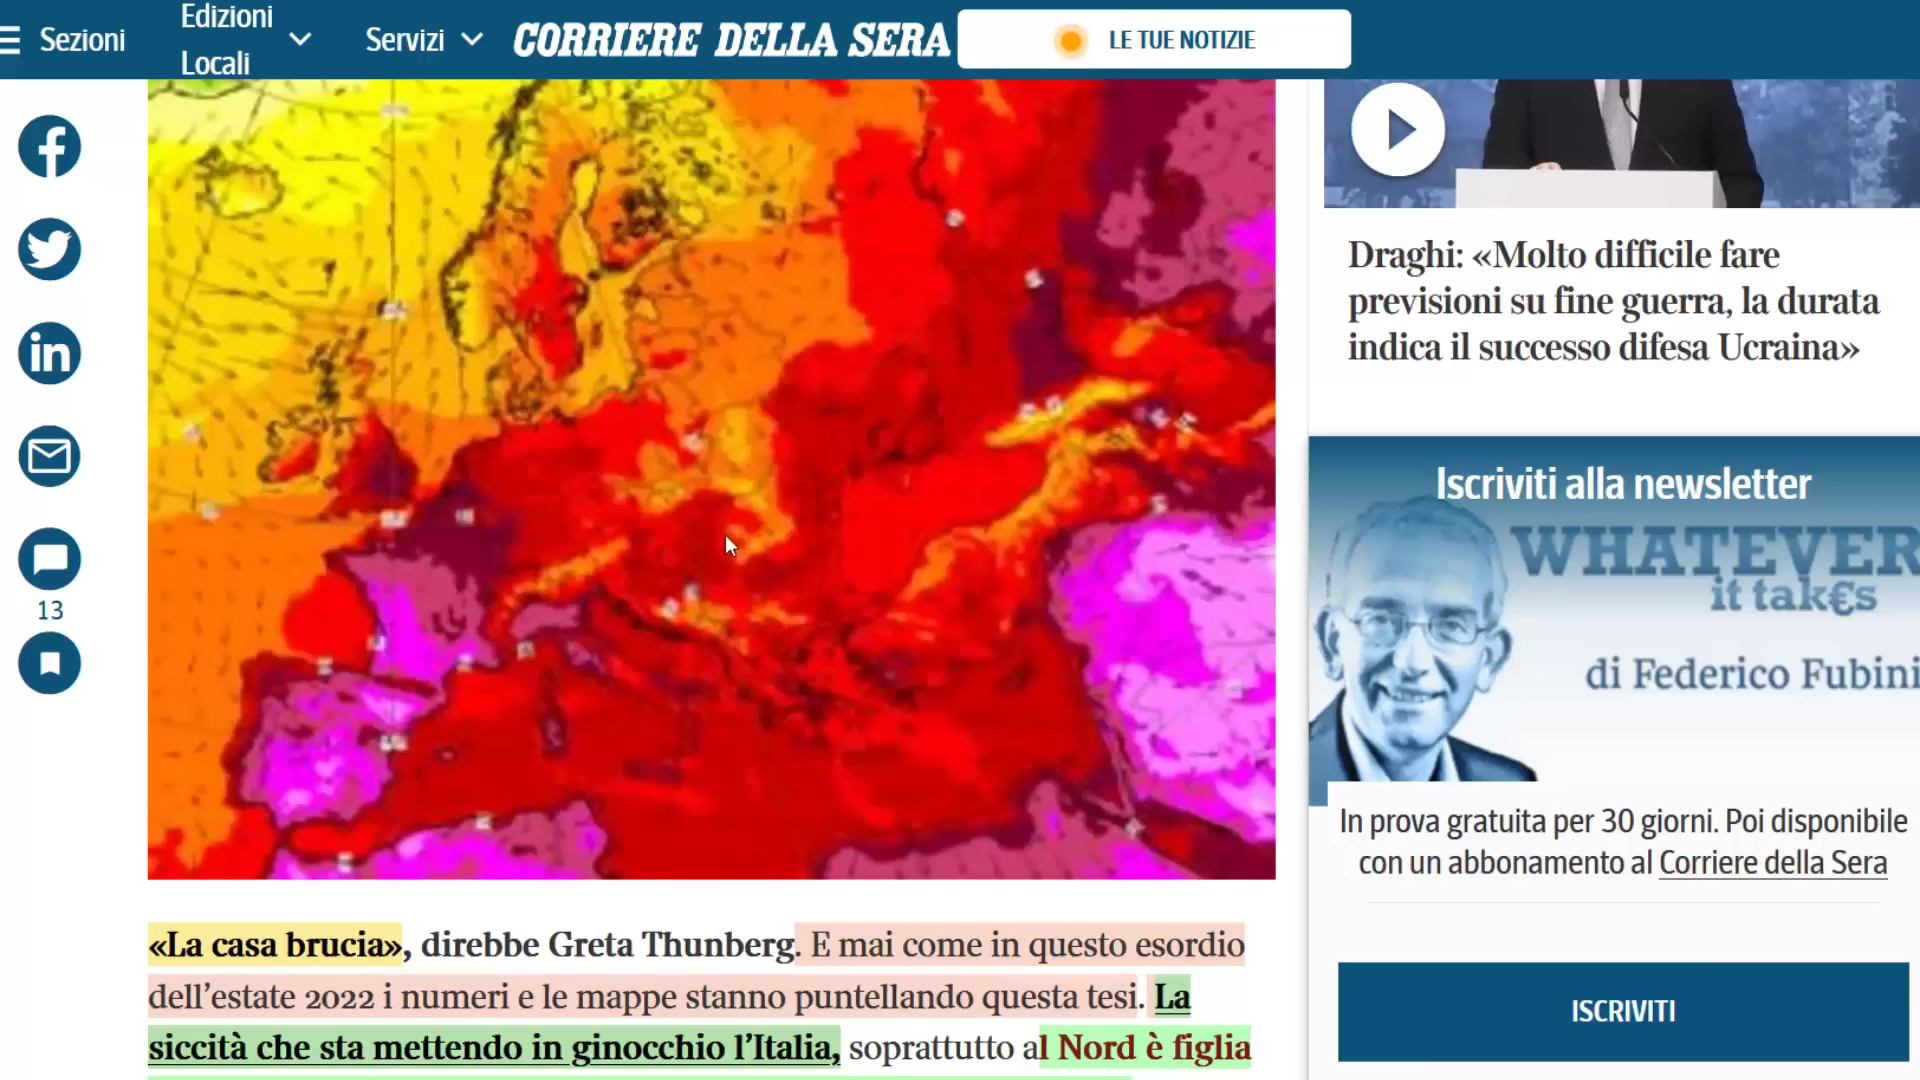 Sezioni
Edizioni
Locali
Servizi
CORRIERE DELLA SERA
LE TUE NOTIZIE
13
Draghi: «Molto difficile fare
previsioni su fine guerra, la durata
indica il successo difesa Ucraina»
Iscriviti alla newsletter
WHATEVER
it tak€s
di Federico Fubini
In prova gratuita per 30 giorni. Poi disponibile
con un abbonamento al Corriere della Sera
ISCRIVITI
«La casa brucia», direbbe Greta Thunberg. E mai come in questo esordio
dell’estate 2022 i numeri e le mappe stanno puntellando questa tesi. La
siccità che sta mettendo in ginocchio l’Italia, soprattutto al Nord è figlia